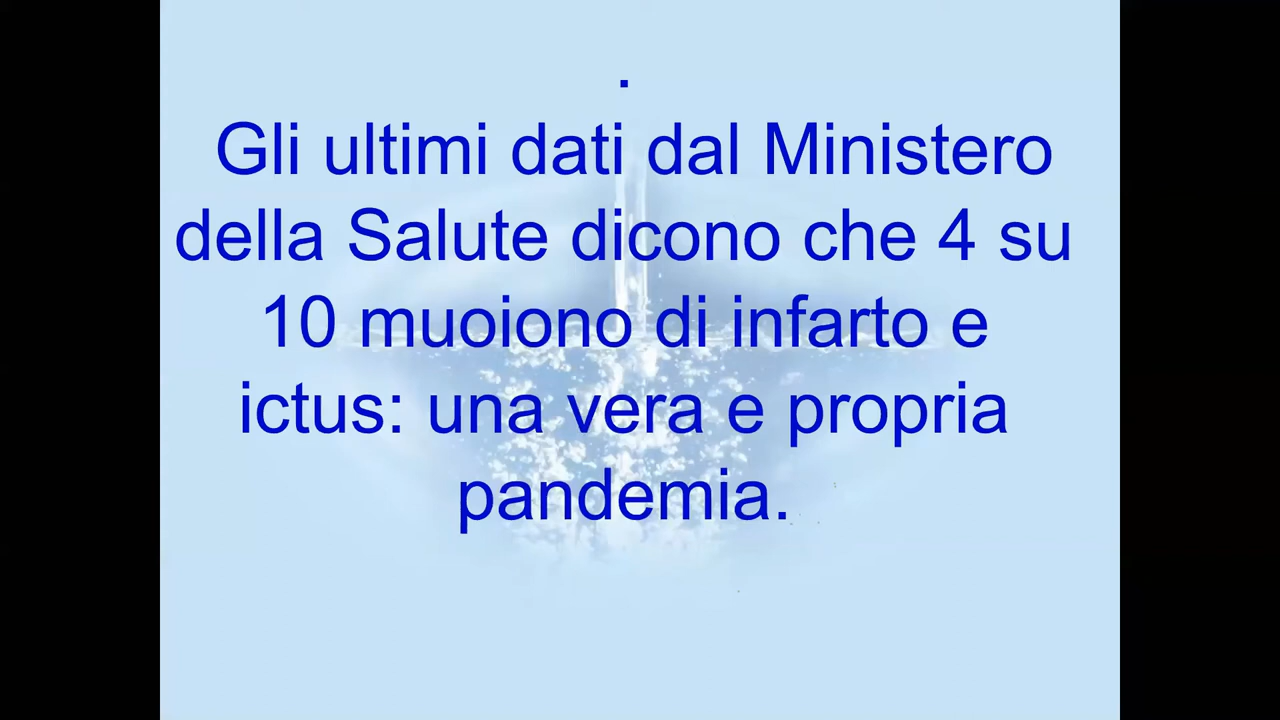 .
Gli ultimi dati dal Ministero
della Salute dicono che 4 su
10 muoiono di infarto e
ictus: una vera e propria
pandemia.